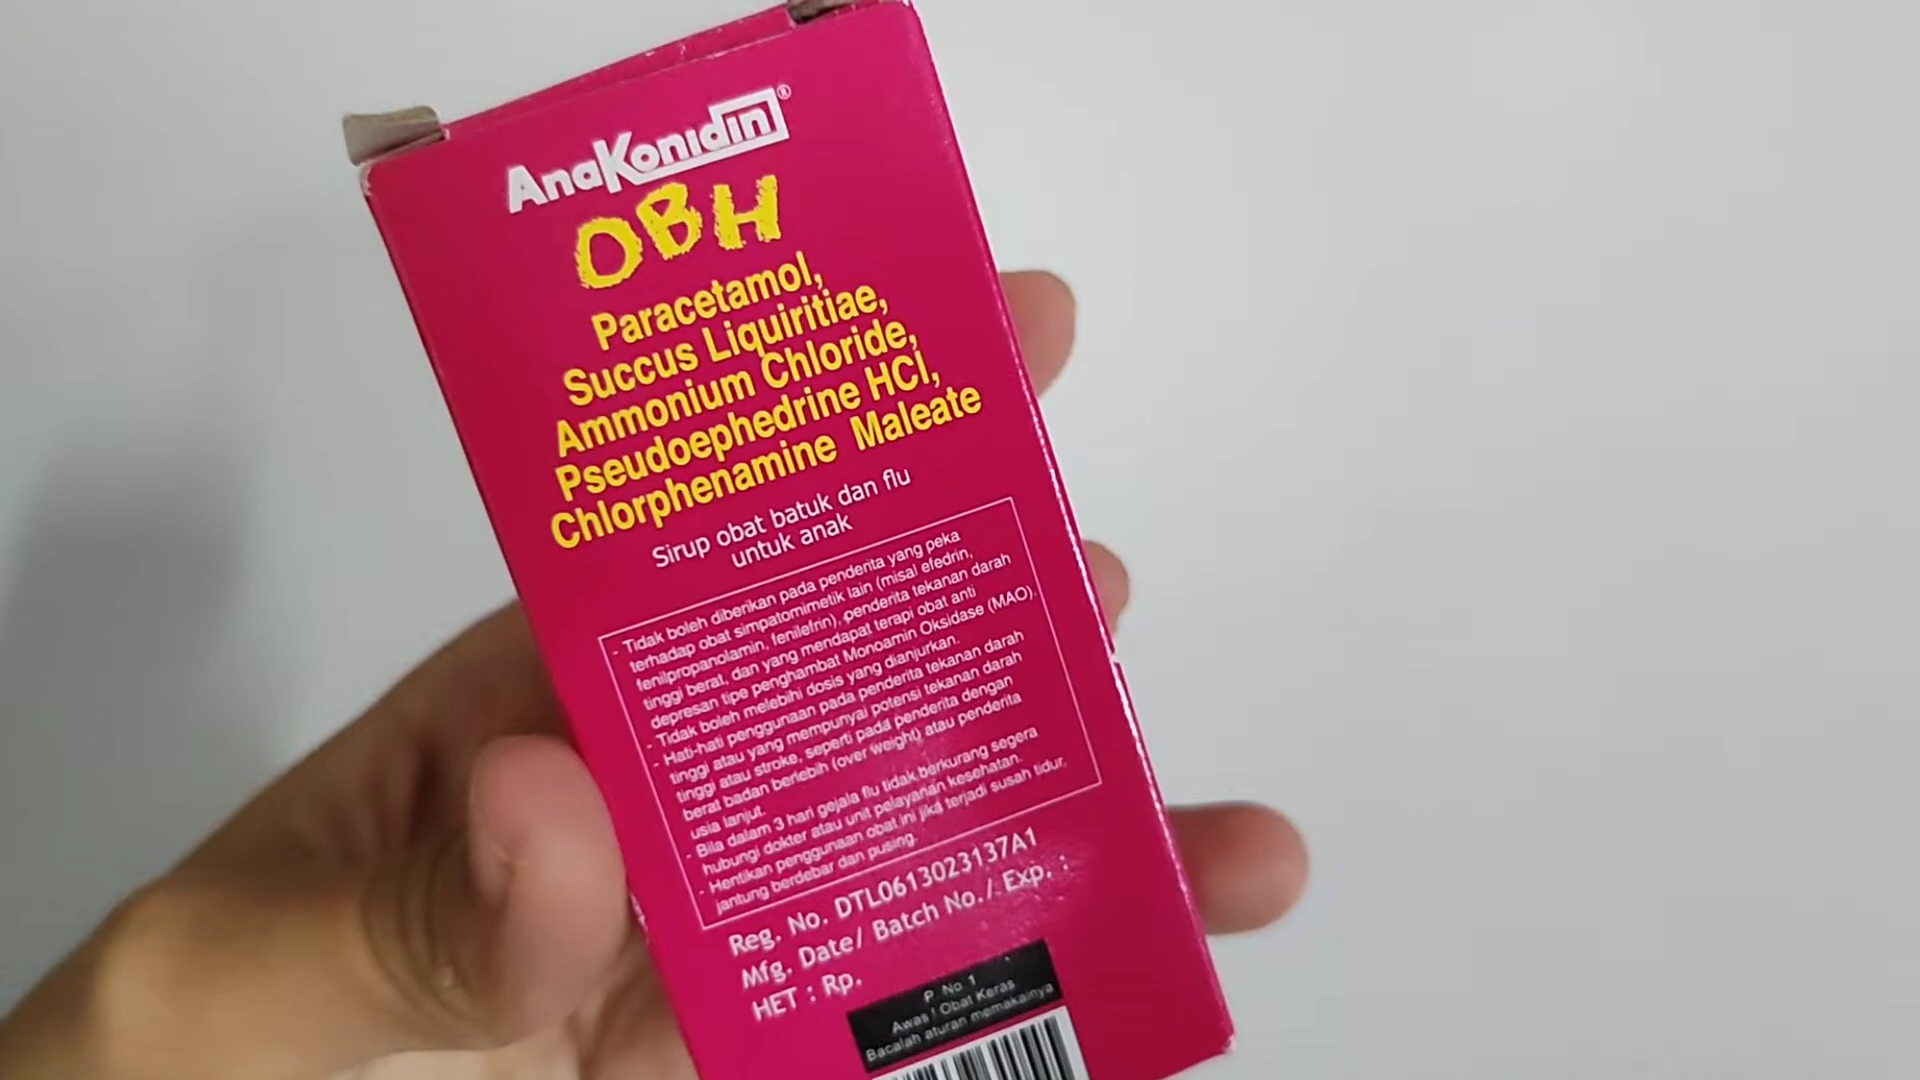 AnaKonidin®
OBH
Paracetamol,
Succus Liquiritiae,
Ammonium Chloride,
Pseudoephedrine HCl,
Chlorphenamine Maleate
Sirup obat batuk dan flu
untuk anak
- Tidak boleh diberikan pada penderita yang peka
terhadap obat simpatomimetik lain (misal efedrin,
fenilpropanolamin, fenilefrin), penderita tekanan darah
tinggi berat, dan yang mendapat terapi obat anti
depresan tipe penghambat Monoamin Oksidase (MAO).
- Tidak boleh melebihi dosis yang dianjurkan.
- Hati-hati penggunaan pada penderita tekanan darah
tinggi atau yang mempunyai potensi tekanan darah
tinggi atau stroke, seperti pada penderita dengan
berat badan berlebih (over weight) atau penderita
usia lanjut.
- Bila dalam 3 hari gejala flu tidak berkurang segera
hubungi dokter atau unit pelayanan kesehatan.
- Hentikan penggunaan obat ini jika terjadi susah tidur,
jantung berdebar dan pusing.
Reg. No. DTL0613023137A1
Mfg. Date/ Batch No./ Exp. :
HET : Rp.
P No 1
Awas ! Obat Keras
Bacalah aturan memakainya